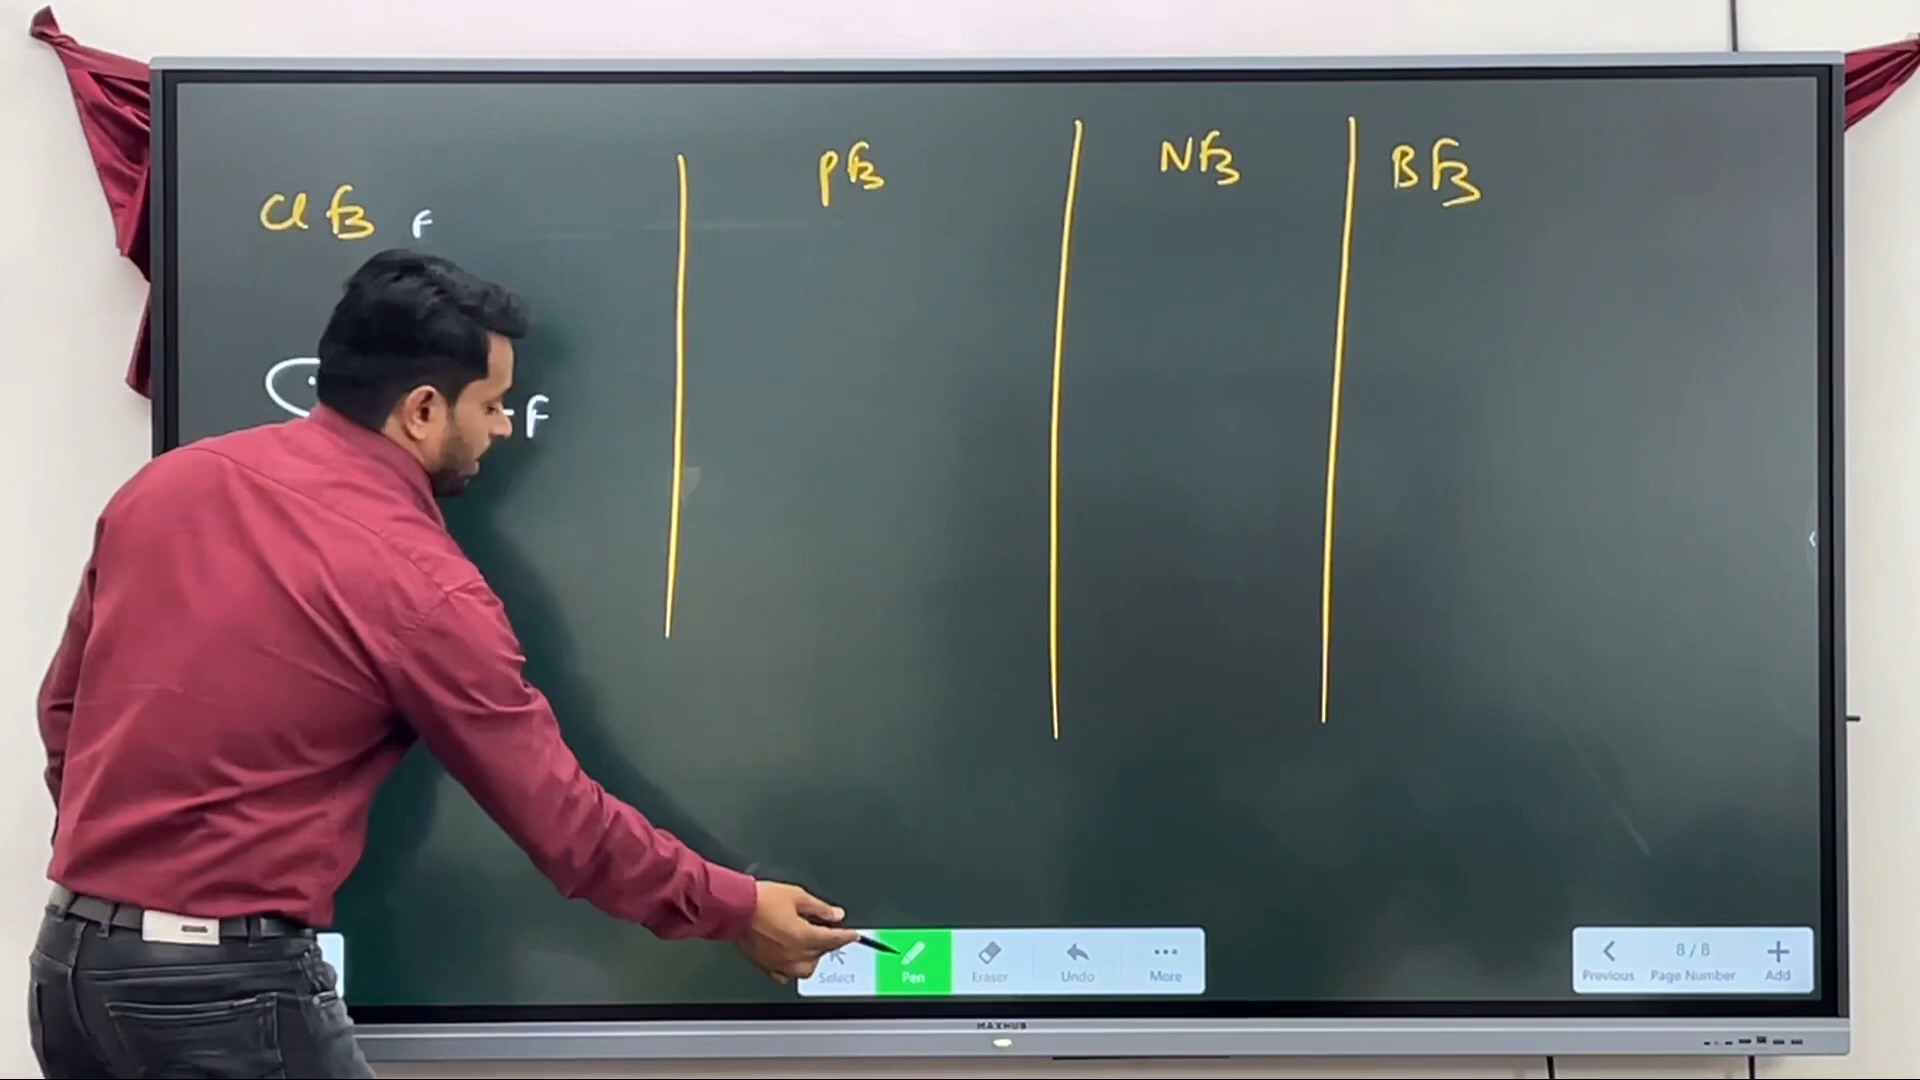 ClF3
PF3
NF3
BF3
F
F
Select
Pen
Eraser
Undo
More
Previous
8 / 8
Page Number
Add
MAXHUB